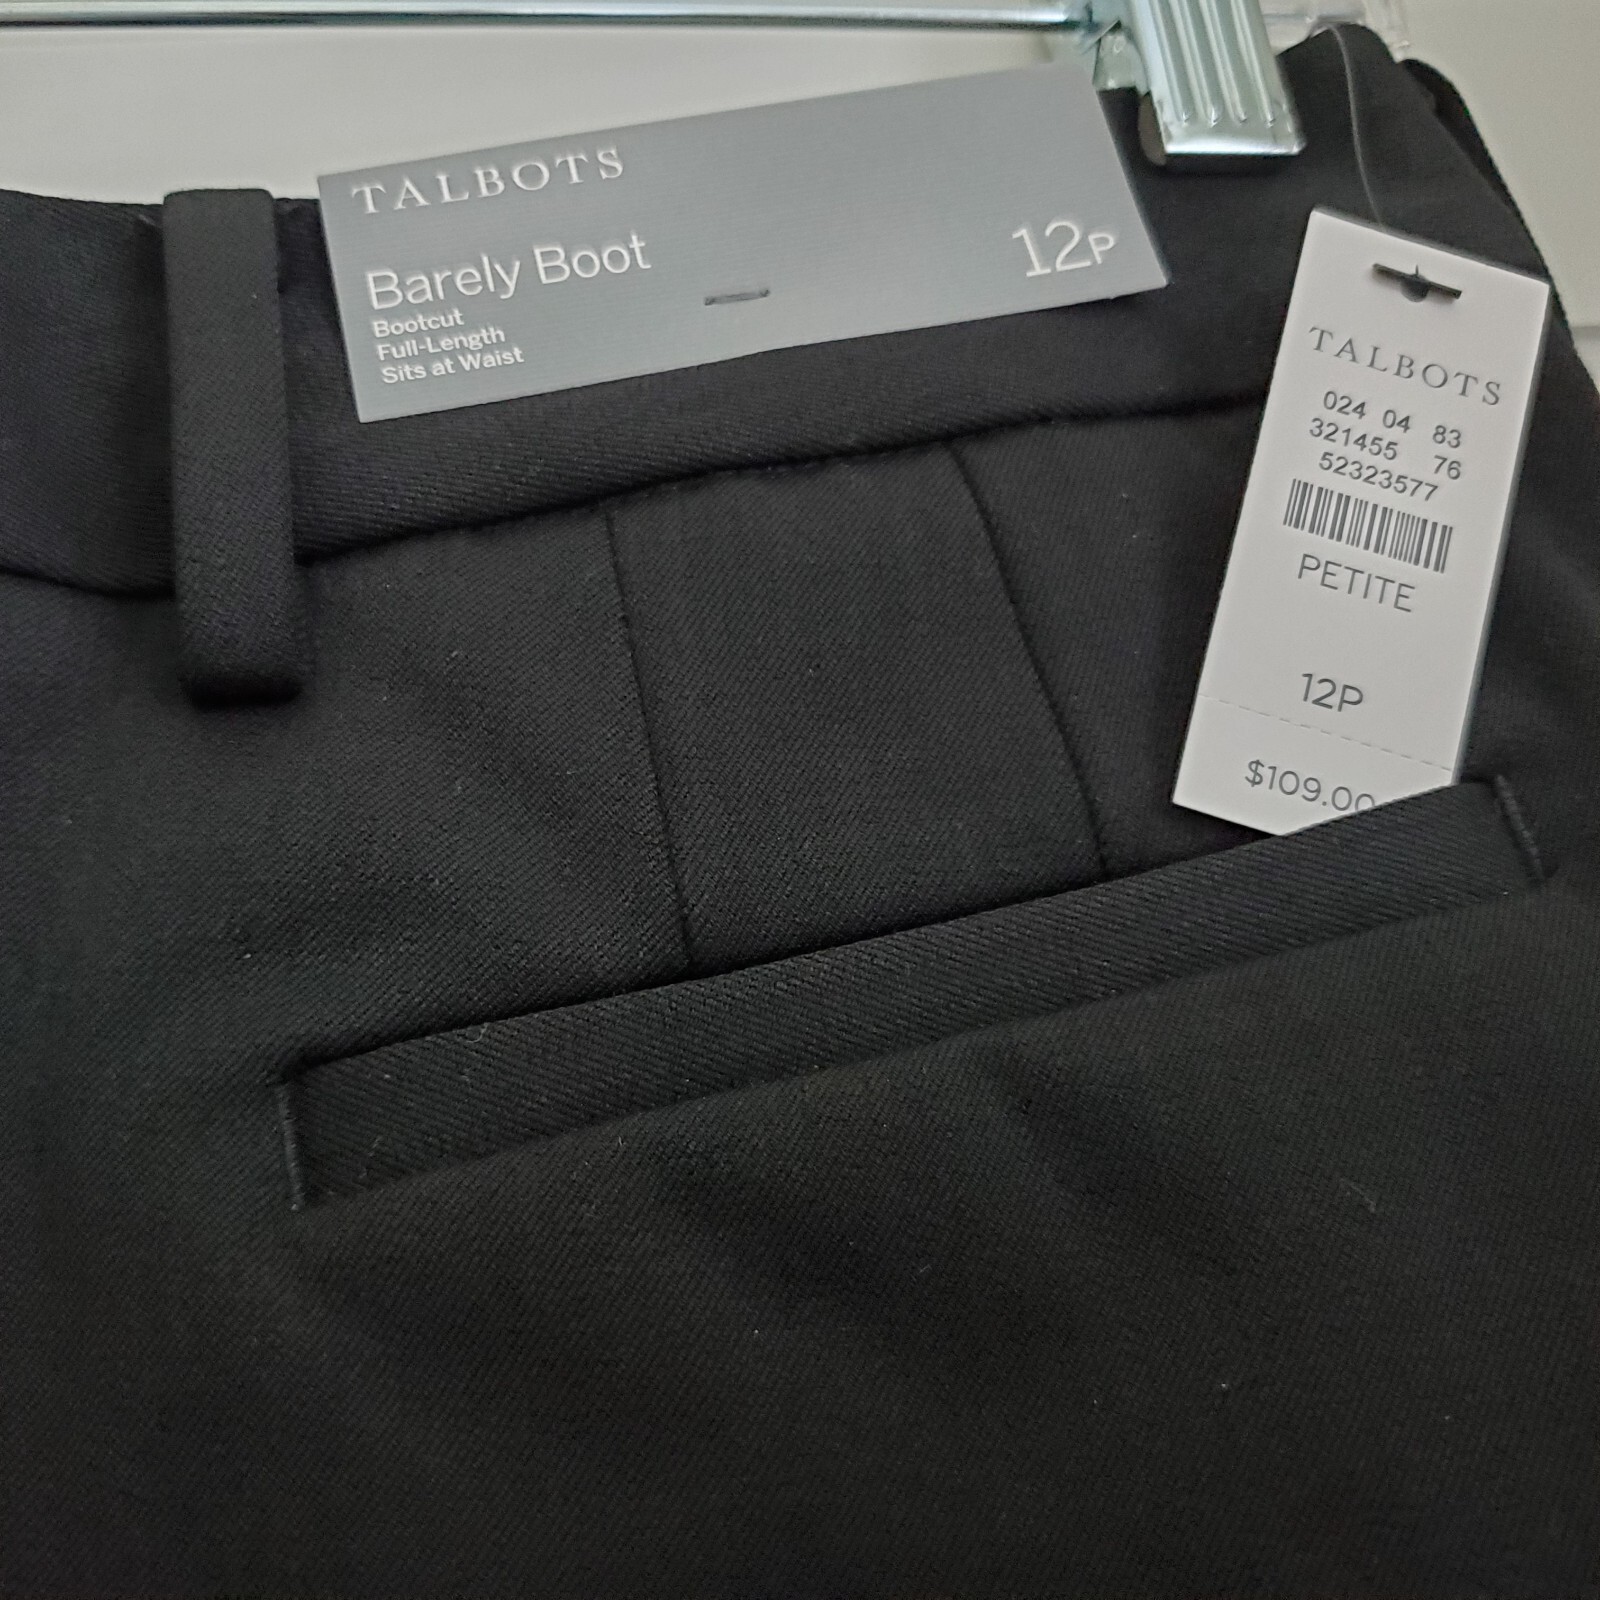 TALBOTS
Barely Boot
Bootcut
Full-Length
Sits at Waist
12P
TALBOTS
024 04 83
321455 76
52323577
PETITE
12P
$109.00